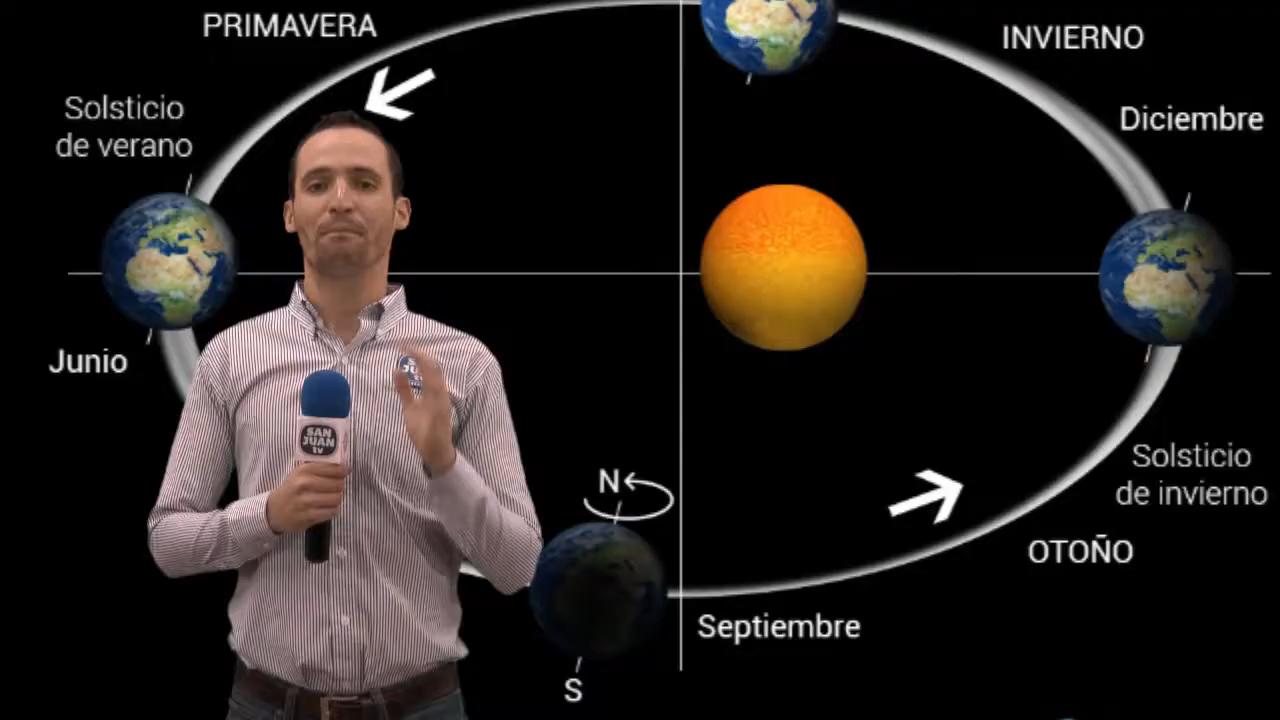 PRIMAVERA
INVIERNO
Solsticio
de verano
Diciembre
Junio
SAN
JUAN
tv
N
Solsticio
de invierno
OTOÑO
Septiembre
S